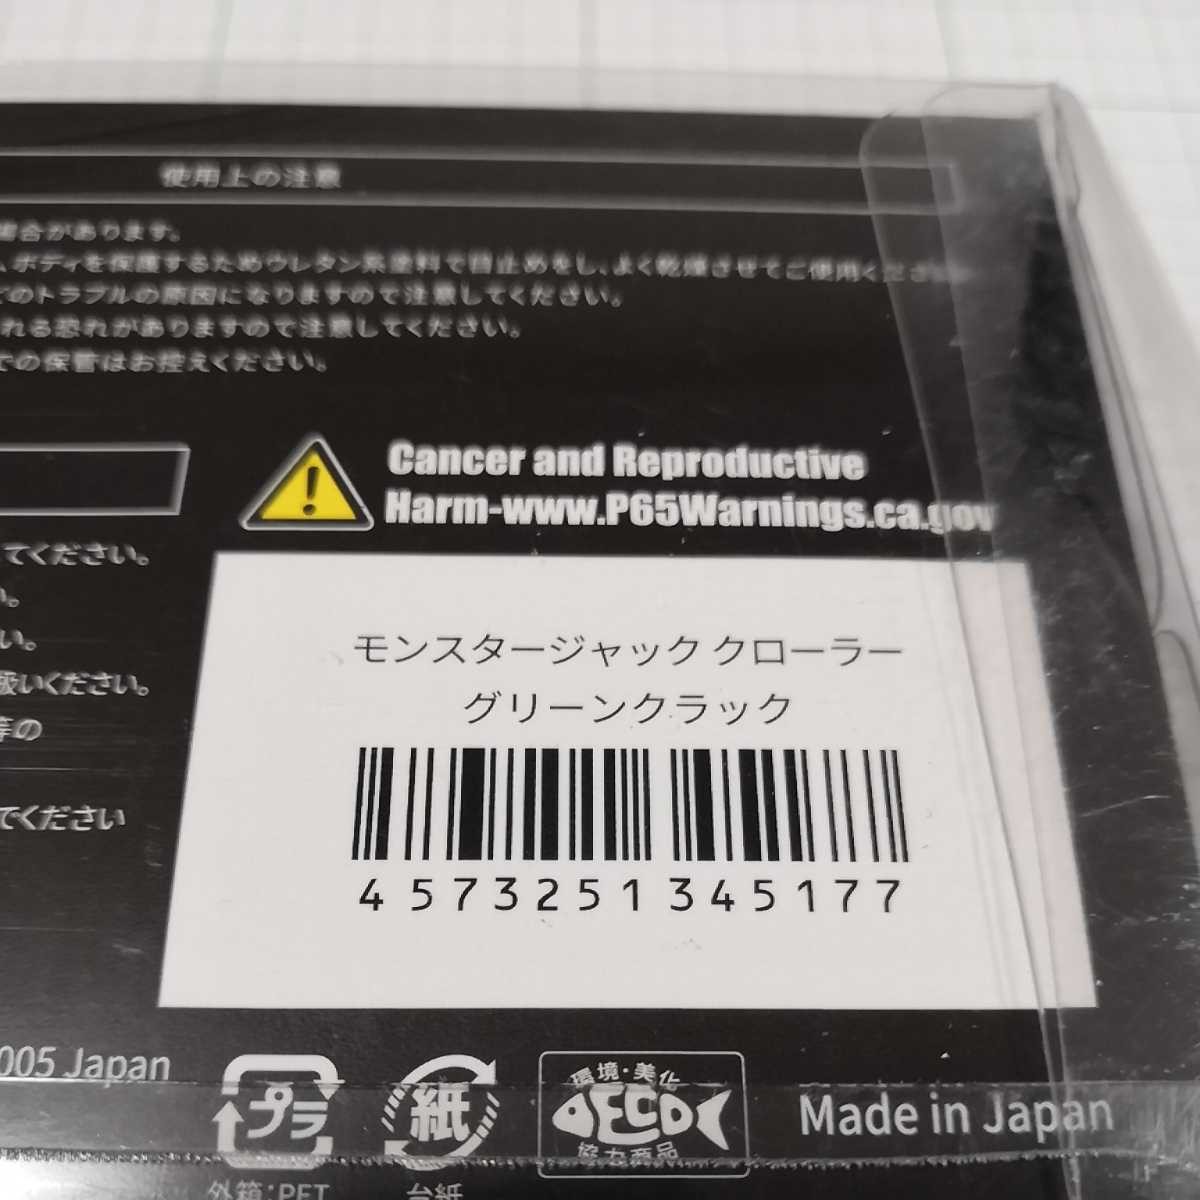 使用上の注意
場合があります。
ボディを保護するためウレタン系塗料で目止めをし、よく乾燥させてご使用くださ
のトラブルの原因になりますので注意してください。
れる恐れがありますので注意してください。
での保管はお控えください。
Cancer and Reproductive
Harm-www.P65Warnings.ca.gov
てください。
い。
い。
扱いください。
等の
てください
モンスタージャック クローラー
グリーンクラック
4573251345177
005 Japan
プラ
紙
環境・美化
ECO
協力商品
Made in Japan
外箱:PET
台紙